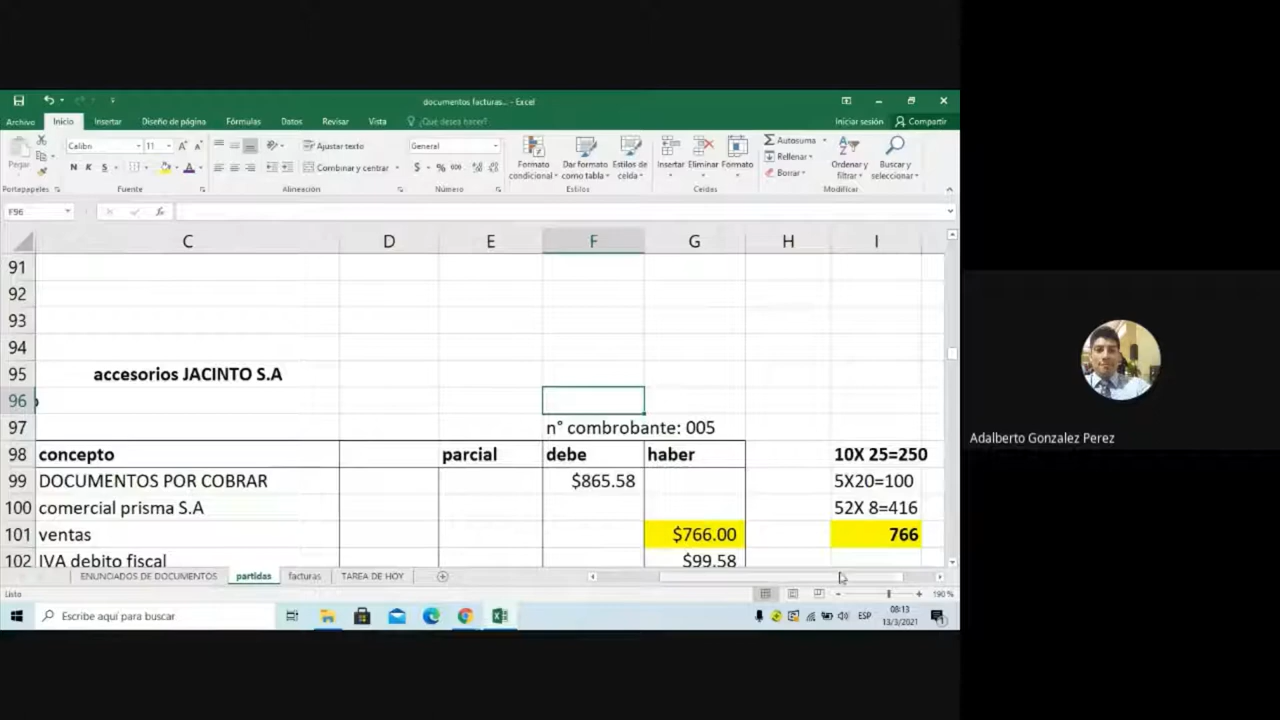 documentos facturas... - Excel
Archivo Inicio Insertar Diseño de página Fórmulas Datos Revisar Vista ¿Qué desea hacer? Iniciar sesión Compartir
Pegar Calibri 11 Ajustar texto General Formato condicional Dar formato como tabla Estilos de celda Insertar Eliminar Formato Autosuma Ordenar y filtrar Buscar y seleccionar
N K S Combinar y centrar $ % 000 Rellenar
Borrar
Portapapeles Fuente Alineación Número Estilos Celdas Modificar
F96 fx
C D E F G H I
91
92
93
94
95 accesorios JACINTO S.A
96
97 n° combrobante: 005
98 concepto parcial debe haber 10X 25=250
99 DOCUMENTOS POR COBRAR $865.58 5X20=100
100 comercial prisma S.A 52X 8=416
101 ventas $766.00 766
102 IVA debito fiscal $99.58
ENUNCIADOS DE DOCUMENTOS partidas facturas TAREA DE HOY
Listo 190 %
Escribe aquí para buscar ESP 08:13
13/3/2021
Adalberto Gonzalez Perez